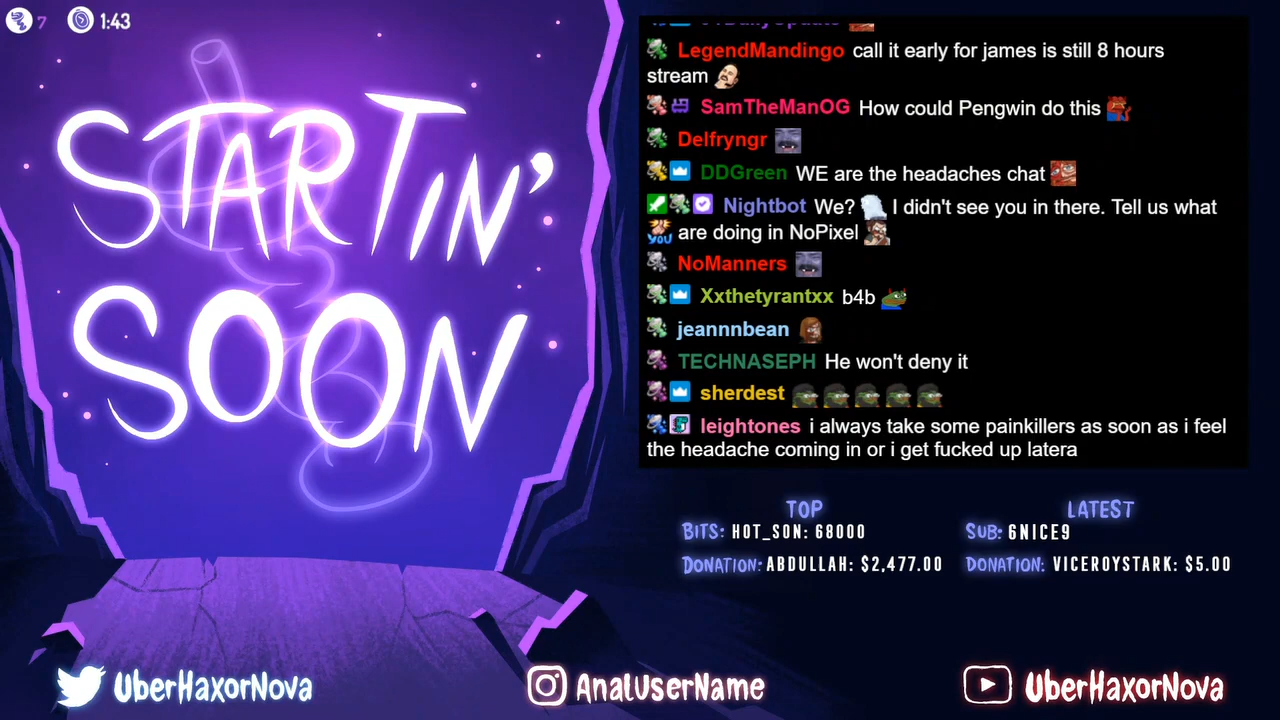 7 1:43
STARTIN'
SOON
LegendMandingo call it early for james is still 8 hours
stream
SamTheManOG How could Pengwin do this
Delfryngr
DDGreen WE are the headaches chat
Nightbot We? I didn't see you in there. Tell us what
YOU are doing in NoPixel
NoManners
Xxthetyrantxx b4b
jeannnbean
TECHNASEPH He won't deny it
sherdest
leightones i always take some painkillers as soon as i feel
the headache coming in or i get fucked up latera
TOP
BITS: HOT_SON: 68000
DONATION: ABDULLAH: $2,477.00
LATEST
SUB: 6NICE9
DONATION: VICEROYSTARK: $5.00
UberHaxorNova
AnalUserName
UberHaxorNova